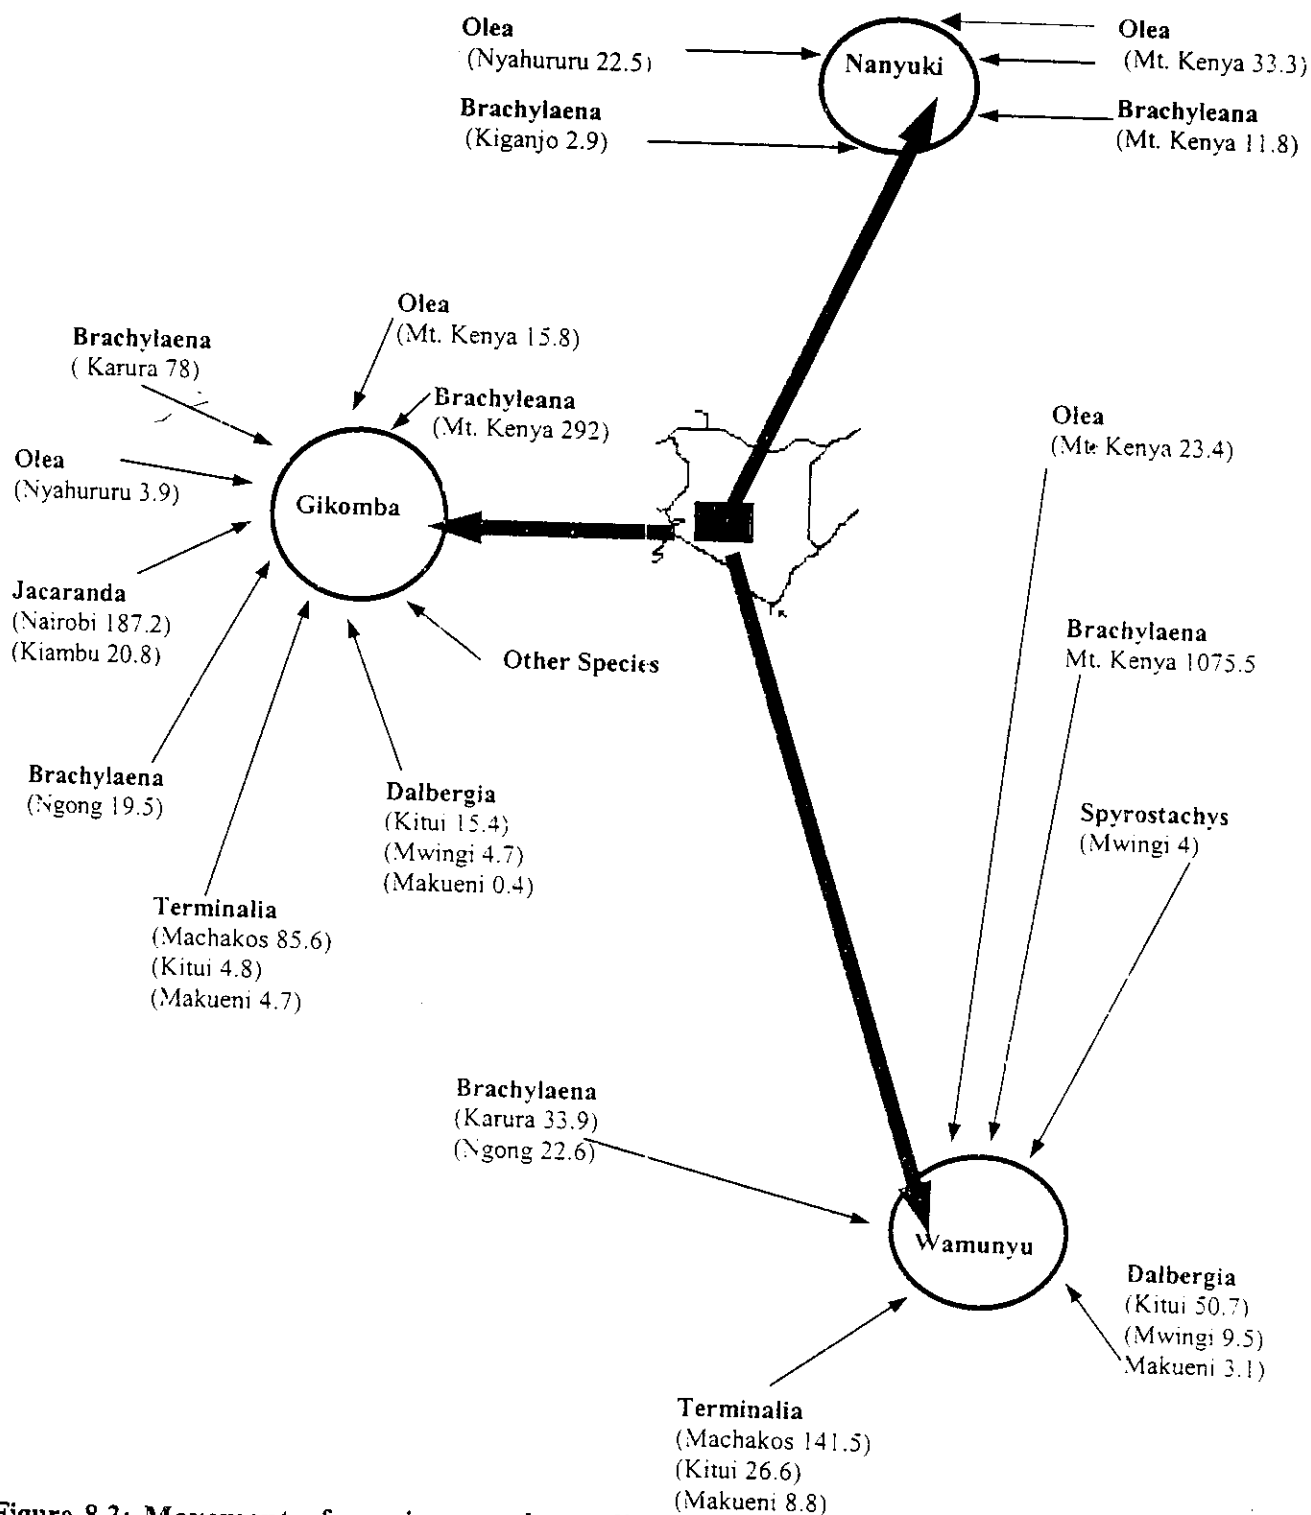 Olea
(Nyahururu 22.5)
Brachylaena
(Kiganjo 2.9)
Nanyuki
Olea
(Mt. Kenya 33.3)
Brachyleana
(Mt. Kenya 11.8)
Olea
(Mt. Kenya 15.8)
Brachylaena
( Karura 78)
Brachyleana
(Mt. Kenya 292)
Olea
(Nyahururu 3.9)
Gikomba
Jacaranda
(Nairobi 187.2)
(Kiambu 20.8)
Other Species
Brachylaena
(Ngong 19.5)
Dalbergia
(Kitui 15.4)
(Mwingi 4.7)
(Makueni 0.4)
Terminalia
(Machakos 85.6)
(Kitui 4.8)
(Makueni 4.7)
Olea
(Mt. Kenya 23.4)
Brachylaena
Mt. Kenya 1075.5
Spyrostachys
(Mwingi 4)
Brachylaena
(Karura 33.9)
(Ngong 22.6)
Wamunyu
Dalbergia
(Kitui 50.7)
(Mwingi 9.5)
Makueni 3.1)
Terminalia
(Machakos 141.5)
(Kitui 26.6)
(Makueni 8.8)